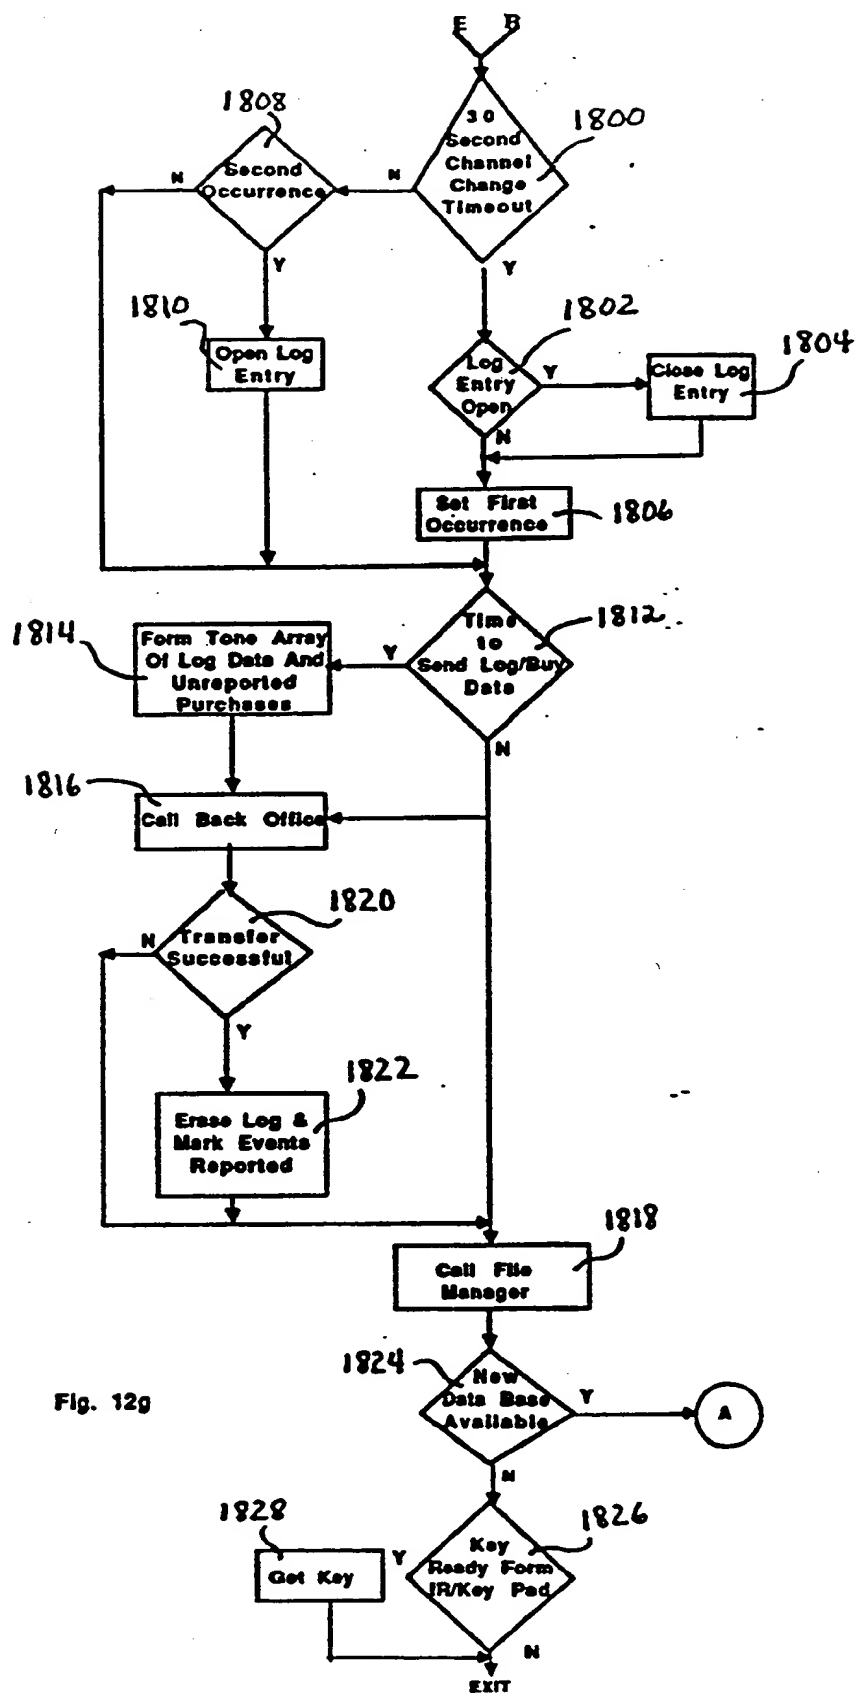 E B
1808
30
Second
Channel
Change
Timeout
1800
N
Second
Occurrence
N
Y
Y
1810
Open Log
Entry
1802
Log
Entry
Open
Y
Close Log
Entry
1804
N
Set First
Occurrence
1806
1812
Time
to
Send Log/Buy
Data
1814
Form Tone Array
Of Log Data And
Unreported
Purchases
Y
N
1816
Call Back Office
1820
N
Transfer
Successful
Y
1822
Erase Log &
Mark Events
Reported
1818
Call File
Manager
1824
New
Data Base
Available
Y
A
Fig. 12g
N
1828
Get Key
Y
1826
Key
Ready Form
IR/Key Pad
N
EXIT